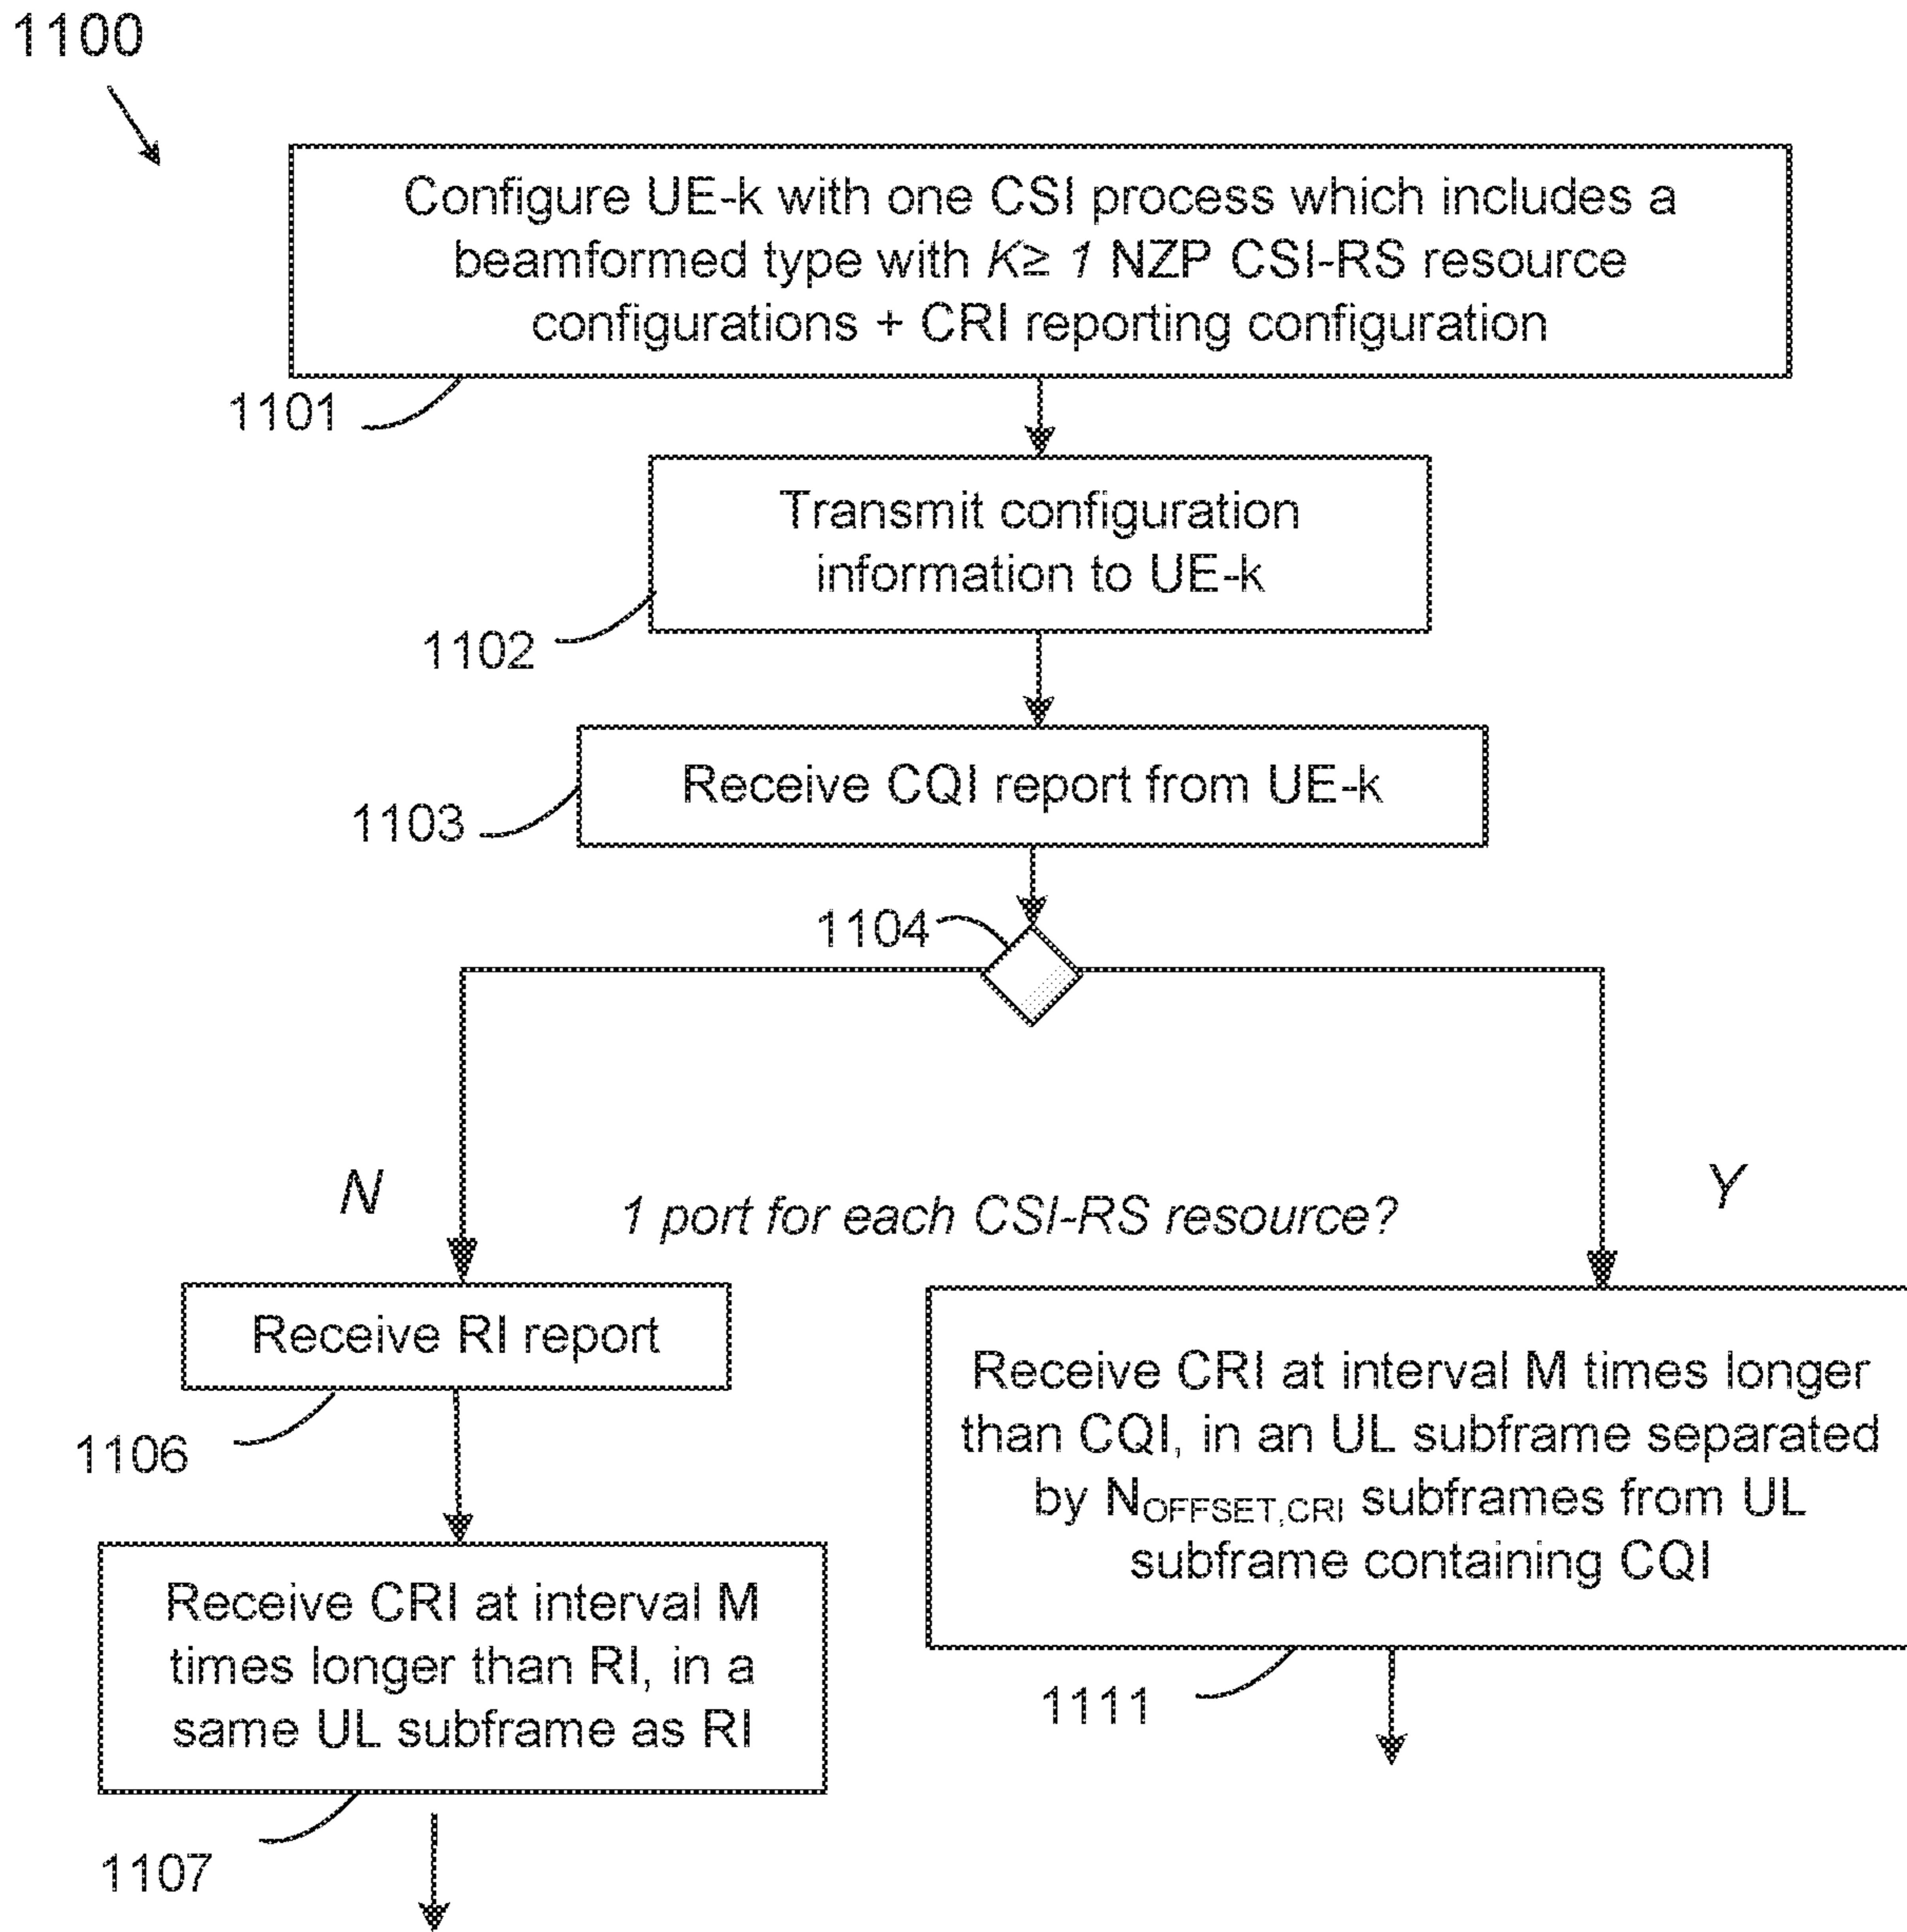 1100
Configure UE-k with one CSI process which includes a
beamformed type with K≥ 1 NZP CSI-RS resource
configurations + CRI reporting configuration
1101
Transmit configuration
information to UE-k
1102
Receive CQI report from UE-k
1103
1104
N
1 port for each CSI-RS resource?
Y
Receive RI report
1106
Receive CRI at interval M
times longer than RI, in a
same UL subframe as RI
1107
Receive CRI at interval M times longer
than CQI, in an UL subframe separated
by N_OFFSET,CRI subframes from UL
subframe containing CQI
1111